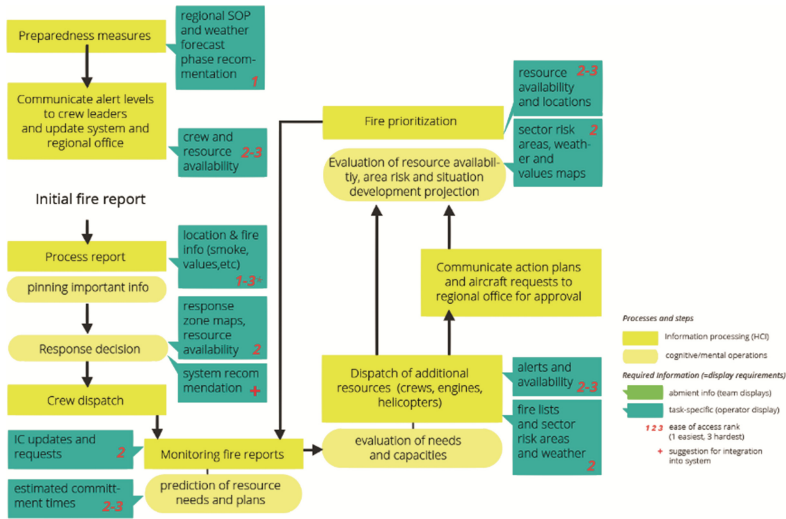 Preparedness measures
regional SOP
and weather
forecast
phase recom-
mentation
1
Communicate alert levels
to crew leaders
and update system and
regional office
crew and
resource
availability
2-3
Initial fire report
Process report
pinning important info
location & fire
info (smoke,
values,etc)
1-3*
Response decision
response
zone maps,
resource
availability
2
system recom
mendation
+
Crew dispatch
IC updates and
requests
2
Monitoring fire reports
estimated committ-
ment times
2-3
prediction of resource
needs and plans
Fire prioritization
resource
availability
and locations
2-3
Evaluation of resource availabi-
tiy, area risk and situation
development projection
sector risk
areas, weath-
er and
values maps
2
Communicate action plans
and aircraft requests to
regional office for approval
Dispatch of additional
resources (crews, engines,
helicopters)
alerts and
availability
2-3
evaluation of needs
and capacities
fire lists
and sector
risk areas
and weather
2
Processes and steps
Information processing (HCI)
cognitive/mental operations
Required Information (=display requirements)
abmient info (team displays)
task-specific (operator display)
1 2 3 ease of access rank
(1 easiest, 3 hardest)
+ suggestion for integration
into system